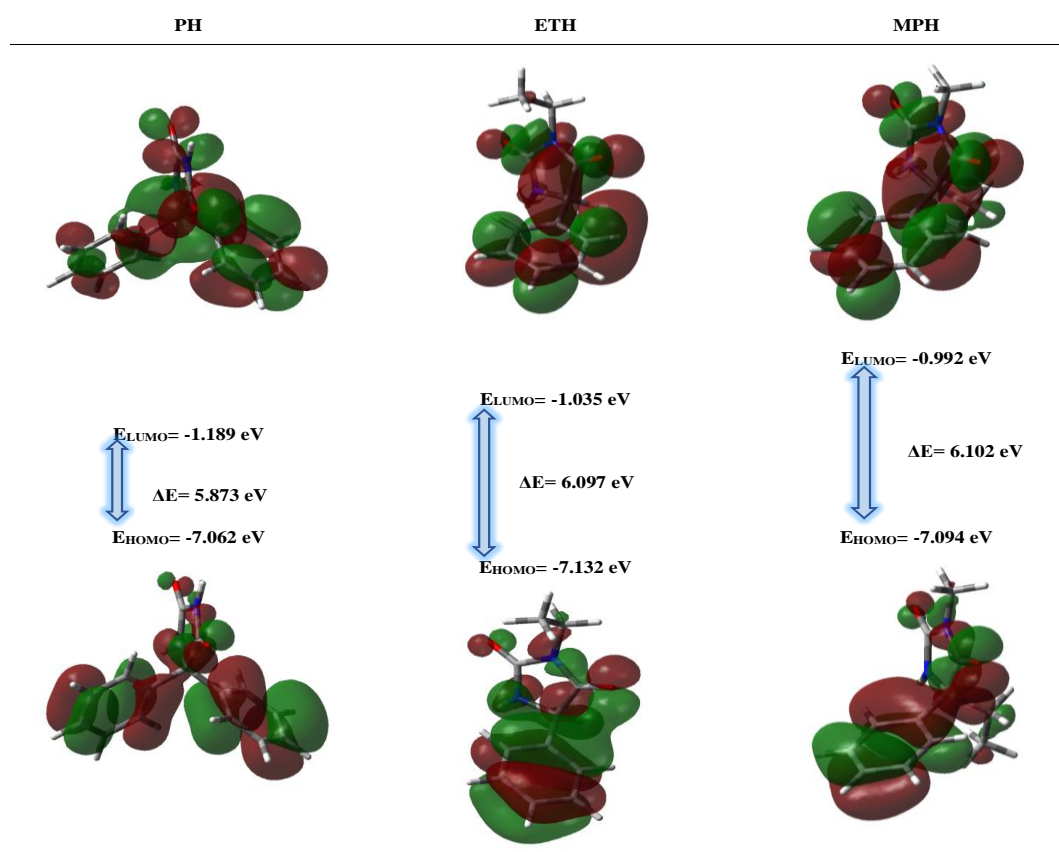 PH ETH MPH
ELUMO= -0.992 eV
ELUMO= -1.035 eV
ELUMO= -1.189 eV
ΔE= 6.102 eV
ΔE= 6.097 eV
ΔE= 5.873 eV
EHOMO= -7.062 eV EHOMO= -7.094 eV
EHOMO= -7.132 eV